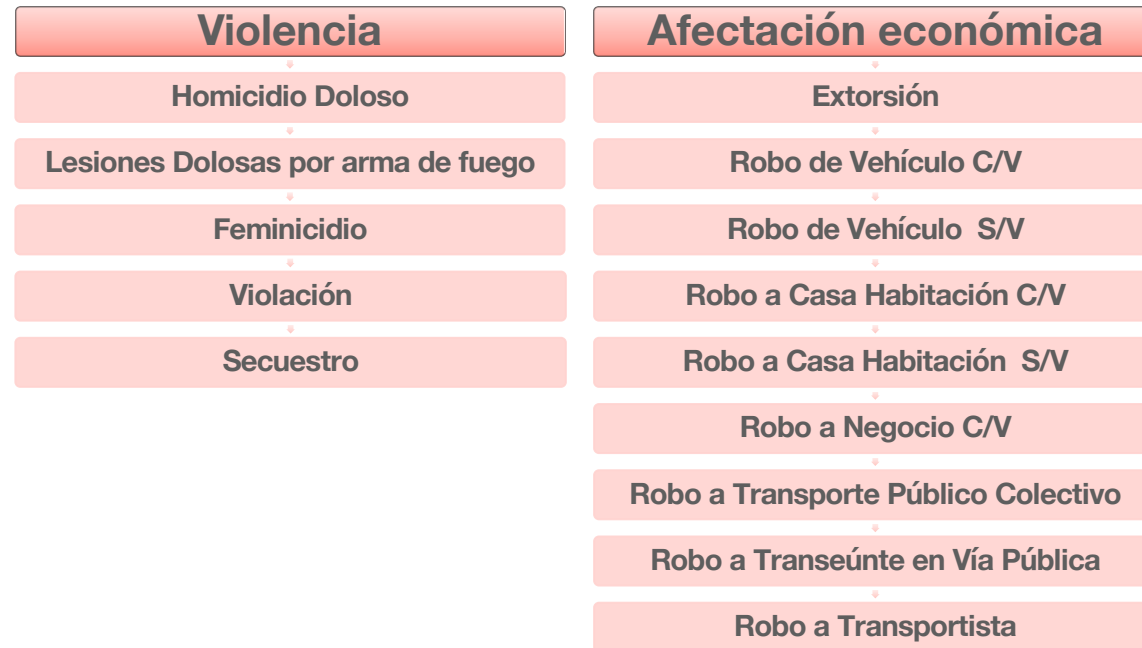 Violencia
Homicidio Doloso
Lesiones Dolosas por arma de fuego
Feminicidio
Violación
Secuestro
Afectación económica
Extorsión
Robo de Vehículo C/V
Robo de Vehículo  S/V
Robo a Casa Habitación C/V
Robo a Casa Habitación  S/V
Robo a Negocio C/V
Robo a Transporte Público Colectivo
Robo a Transeúnte en Vía Pública
Robo a Transportista